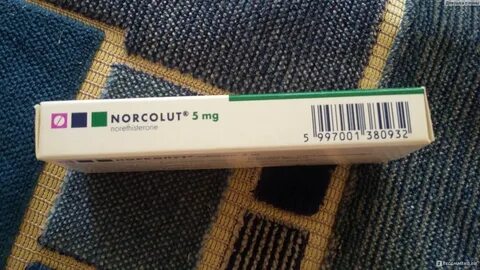 NORCOLUT® 5 mg
norethisterone
5 997001 380932